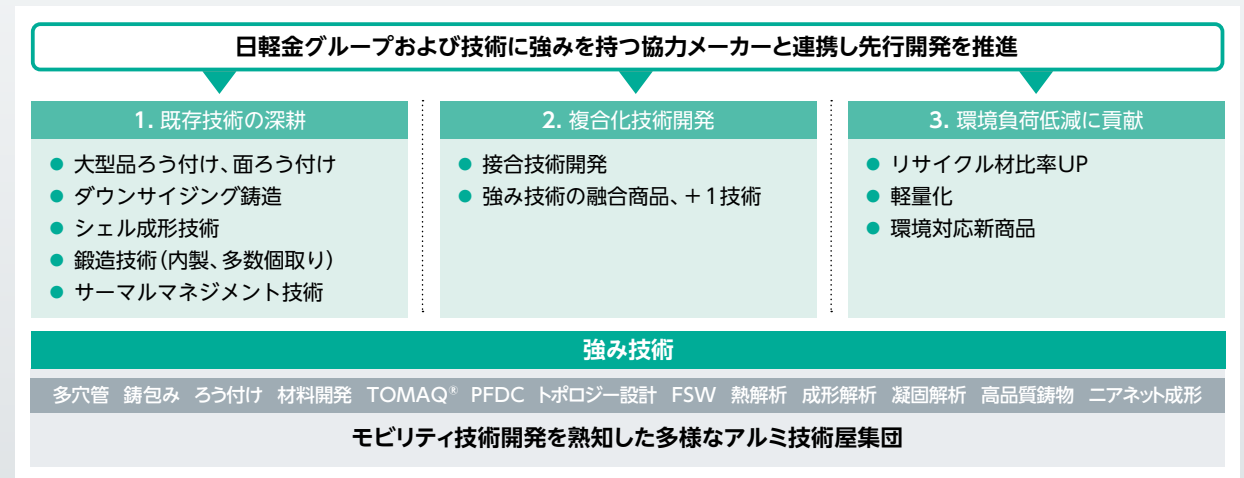 日軽金グループおよび技術に強みを持つ協力メーカーと連携し先行開発を推進
1. 既存技術の深耕
● 大型品ろう付け、面ろう付け
● ダウンサイジング鋳造
● シェル成形技術
● 鍛造技術（内製、多数個取り）
● サーマルマネジメント技術
2. 複合化技術開発
● 接合技術開発
● 強み技術の融合商品、＋1技術
3. 環境負荷低減に貢献
● リサイクル材比率UP
● 軽量化
● 環境対応新商品
強み技術
多穴管 鋳包み ろう付け 材料開発 TOMAQ® PFDC トポロジー設計 FSW 熱解析 成形解析 凝固解析 高品質鋳物 ニアネット成形
モビリティ技術開発を熟知した多様なアルミ技術屋集団